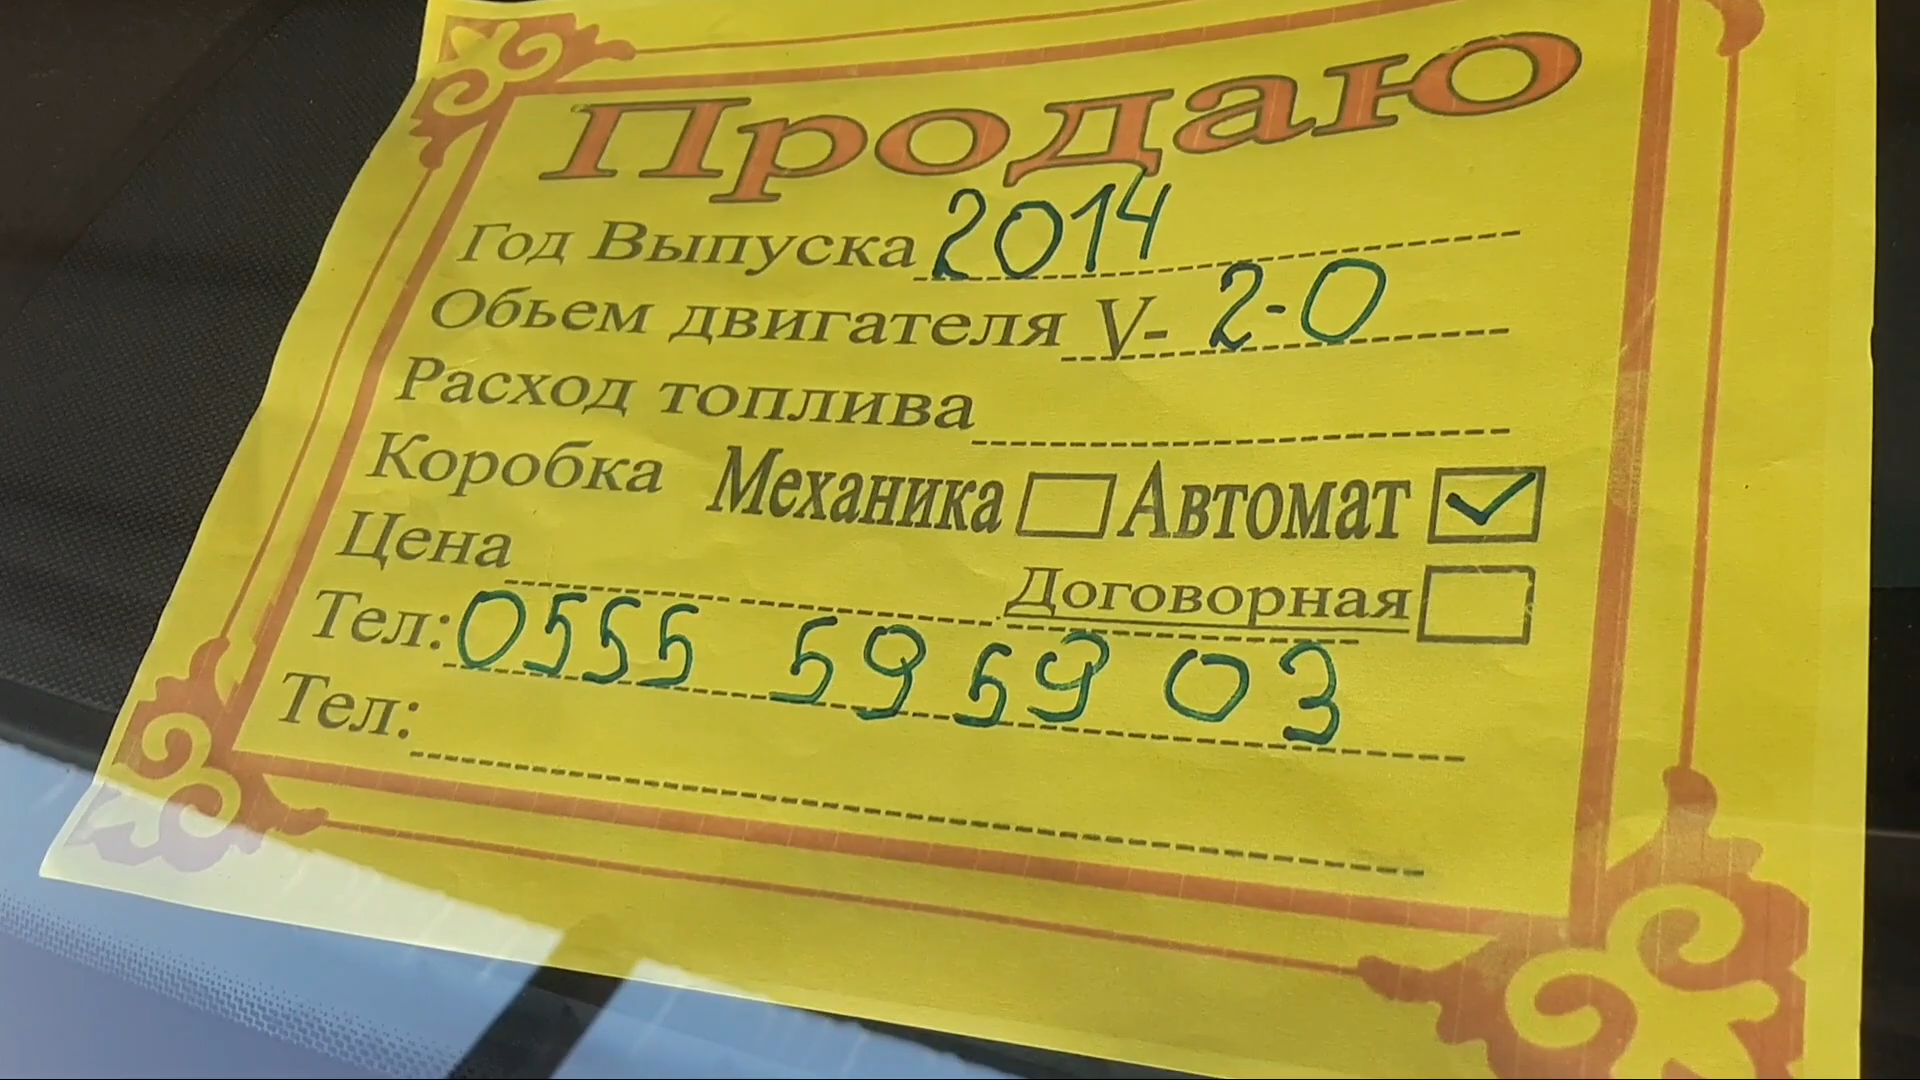 Продаю
Год Выпуска 2014
Обьем двигателя V- 2-0
Расход топлива
Коробка Механика Автомат ✓
Цена Договорная
Тел: 0555 59 59 03
Тел: